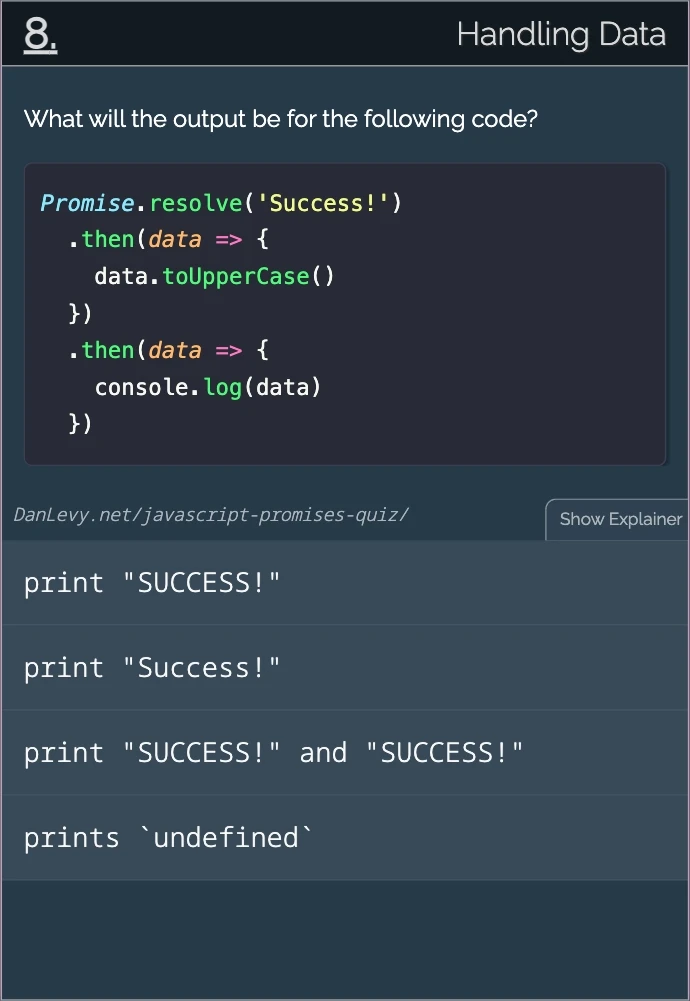 8.
Handling Data
What will the output be for the following code?
Promise.resolve('Success!')
  .then(data => {
    data.toUpperCase()
  })
  .then(data => {
    console.log(data)
  })
DanLevy.net/javascript-promises-quiz/
Show Explainer
print "SUCCESS!"
print "Success!"
print "SUCCESS!" and "SUCCESS!"
prints `undefined`